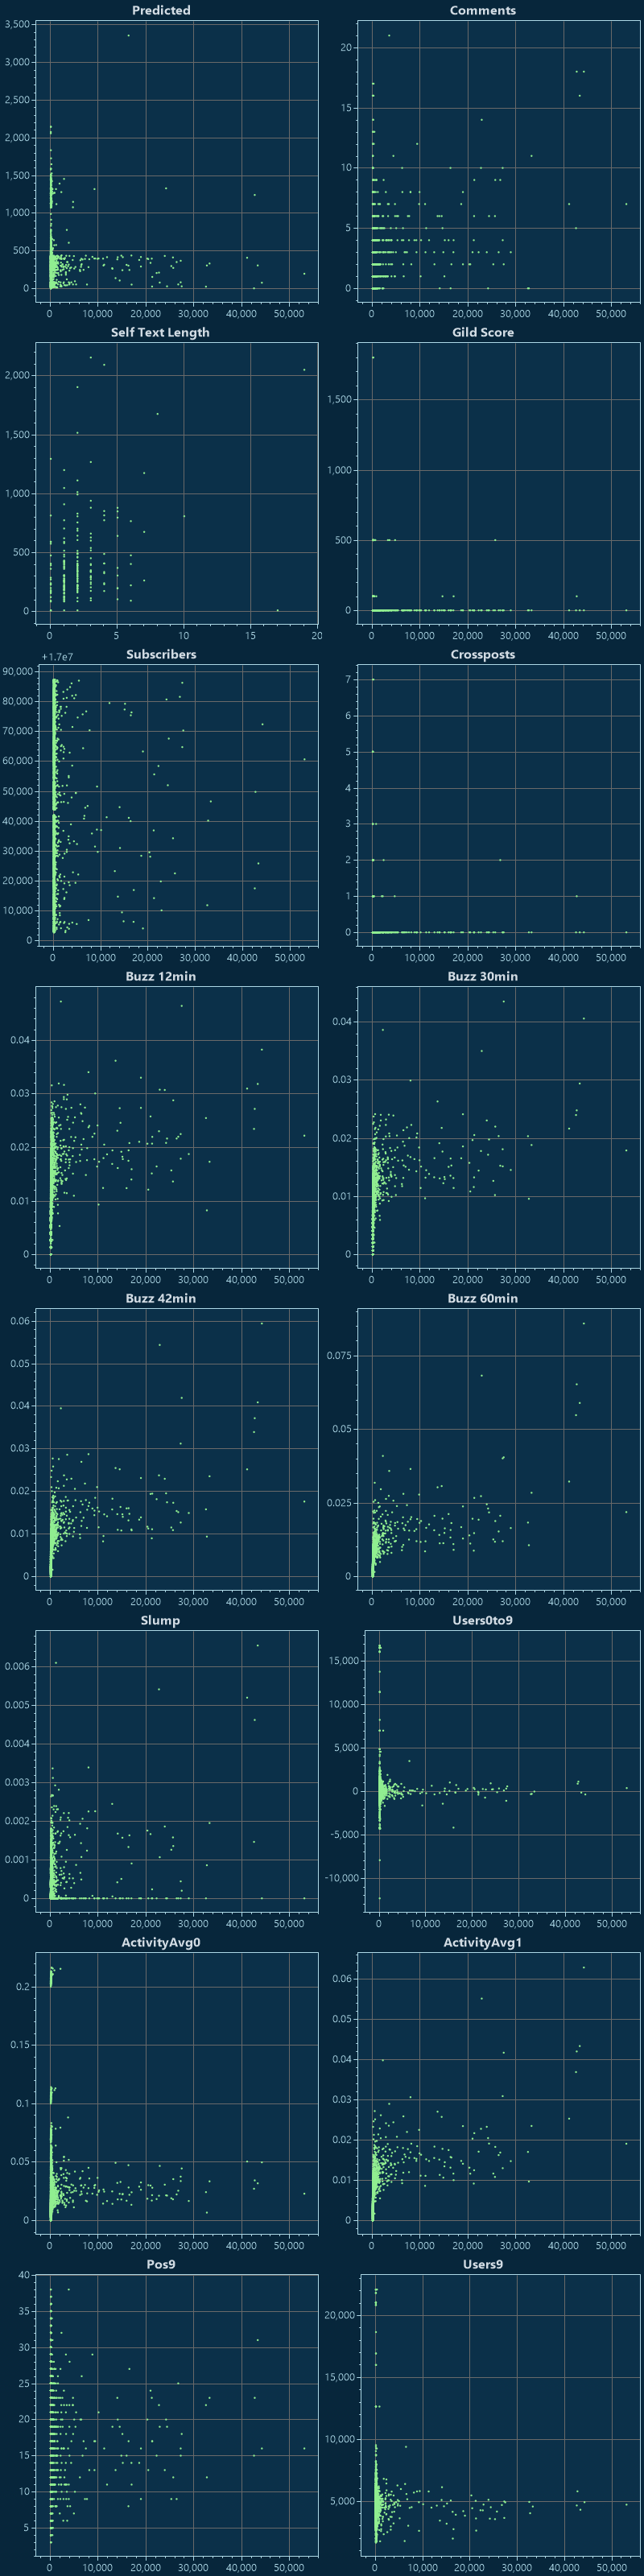 Predicted
3,500
3,000
2,500
2,000
1,500
1,000
500
0
0 10,000 20,000 30,000 40,000 50,000
Comments
20
15
10
5
0
0 10,000 20,000 30,000 40,000 50,000
Self Text Length
2,000
1,500
1,000
500
0
0 5 10 15 20
Gild Score
1,500
1,000
500
0
0 10,000 20,000 30,000 40,000 50,000
Subscribers
+1.7e7
90,000
80,000
70,000
60,000
50,000
40,000
30,000
20,000
10,000
0
0 10,000 20,000 30,000 40,000 50,000
Crossposts
7
6
5
4
3
2
1
0
0 10,000 20,000 30,000 40,000 50,000
Buzz 12min
0.04
0.03
0.02
0.01
0
0 10,000 20,000 30,000 40,000 50,000
Buzz 30min
0.04
0.03
0.02
0.01
0
0 10,000 20,000 30,000 40,000 50,000
Buzz 42min
0.06
0.05
0.04
0.03
0.02
0.01
0
0 10,000 20,000 30,000 40,000 50,000
Buzz 60min
0.075
0.05
0.025
0
0 10,000 20,000 30,000 40,000 50,000
Slump
0.006
0.005
0.004
0.003
0.002
0.001
0
0 10,000 20,000 30,000 40,000 50,000
Users0to9
15,000
10,000
5,000
0
-5,000
-10,000
0 10,000 20,000 30,000 40,000 50,000
ActivityAvg0
0.2
0.15
0.1
0.05
0
0 10,000 20,000 30,000 40,000 50,000
ActivityAvg1
0.06
0.05
0.04
0.03
0.02
0.01
0
0 10,000 20,000 30,000 40,000 50,000
Pos9
40
35
30
25
20
15
10
5
0 10,000 20,000 30,000 40,000 50,000
Users9
20,000
15,000
10,000
5,000
0 10,000 20,000 30,000 40,000 50,000